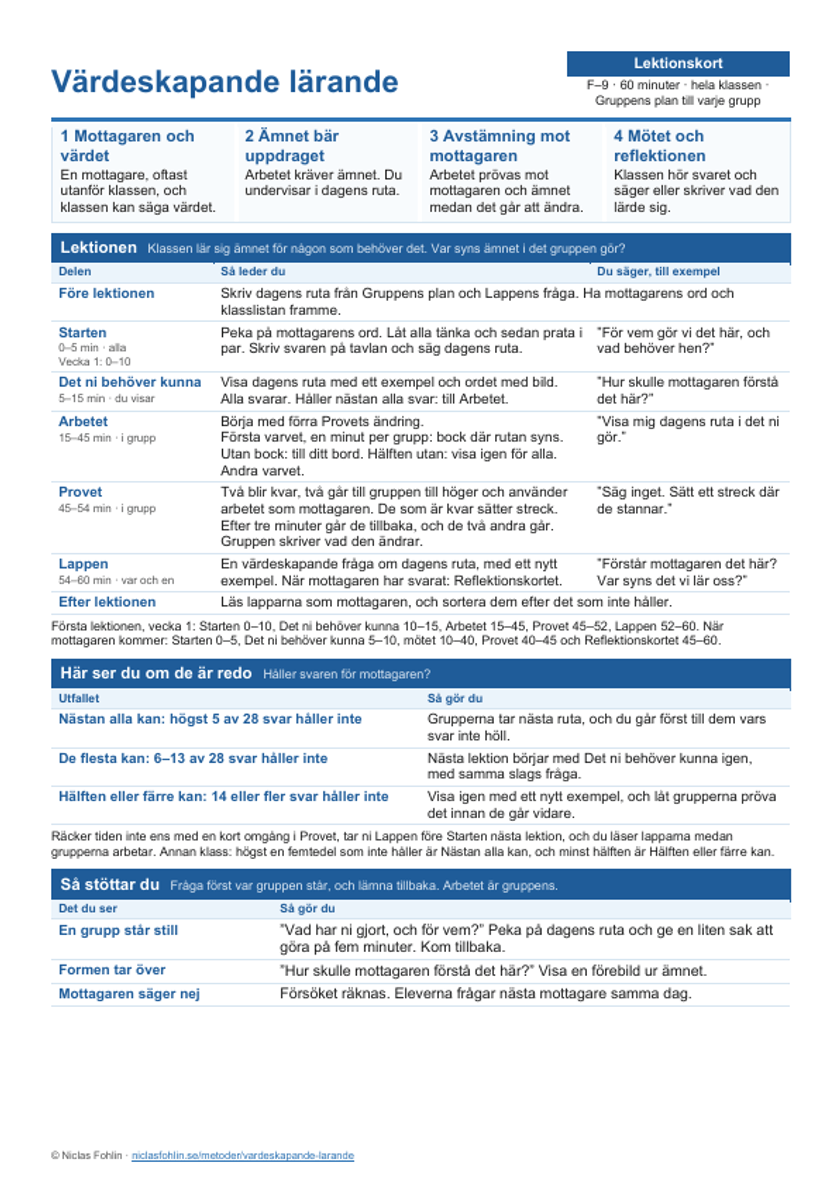 Värdeskapande lärande
Lektionskort
F–9 · 60 minuter · hela klassen ·
Gruppens plan till varje grupp
1 Mottagaren och
värdet
En mottagare, oftast
utanför klassen, och
klassen kan säga värdet.
2 Ämnet bär
uppdraget
Arbetet kräver ämnet. Du
undervisar i dagens ruta.
3 Avstämning mot
mottagaren
Arbetet prövas mot
mottagaren och ämnet
medan det går att ändra.
4 Mötet och
reflektionen
Klassen hör svaret och
säger eller skriver vad den
lärde sig.
Lektionen Klassen lär sig ämnet för någon som behöver det. Var syns ämnet i det gruppen gör?
Delen Så leder du Du säger, till exempel
Före lektionen
Skriv dagens ruta från Gruppens plan och Lappens fråga. Ha mottagarens ord och
klasslistan framme.
Starten
0–5 min · alla
Vecka 1: 0–10
Peka på mottagarens ord. Låt alla tänka och sedan prata i
par. Skriv svaren på tavlan och säg dagens ruta.
"För vem gör vi det här, och
vad behöver hen?"
Det ni behöver kunna
5–15 min · du visar
Visa dagens ruta med ett exempel och ordet med bild.
Alla svarar. Håller nästan alla svar: till Arbetet.
"Hur skulle mottagaren förstå
det här?"
Arbetet
15–45 min · i grupp
Börja med förra Provets ändring.
Första varvet, en minut per grupp: bock där rutan syns.
Utan bock: till ditt bord. Hälften utan: visa igen för alla.
Andra varvet.
"Visa mig dagens ruta i det ni
gör."
Provet
45–54 min · i grupp
Två blir kvar, två går till gruppen till höger och använder
arbetet som mottagaren. De som är kvar sätter streck.
Efter tre minuter går de tillbaka, och de två andra går.
Gruppen skriver vad den ändrar.
"Säg inget. Sätt ett streck där
de stannar."
Lappen
54–60 min · var och en
En värdeskapande fråga om dagens ruta, med ett nytt
exempel. När mottagaren har svarat: Reflektionskortet.
"Förstår mottagaren det här?
Var syns det vi lär oss?"
Efter lektionen
Läs lapparna som mottagaren, och sortera dem efter det som inte håller.
Första lektionen, vecka 1: Starten 0–10, Det ni behöver kunna 10–15, Arbetet 15–45, Provet 45–52, Lappen 52–60. När
mottagaren kommer: Starten 0–5, Det ni behöver kunna 5–10, mötet 10–40, Provet 40–45 och Reflektionskortet 45–60.
Här ser du om de är redo Håller svaren för mottagaren?
Utfallet Så gör du
Nästan alla kan: högst 5 av 28 svar håller inte
Grupperna tar nästa ruta, och du går först till dem vars
svar inte höll.
De flesta kan: 6–13 av 28 svar håller inte
Nästa lektion börjar med Det ni behöver kunna igen,
med samma slags fråga.
Hälften eller färre kan: 14 eller fler svar håller inte
Visa igen med ett nytt exempel, och låt grupperna pröva
det innan de går vidare.
Räcker tiden inte ens med en kort omgång i Provet, tar ni Lappen före Starten nästa lektion, och du läser lapparna medan
grupperna arbetar. Annan klass: högst en femtedel som inte håller är Nästan alla kan, och minst hälften är Hälften eller färre kan.
Så stöttar du Fråga först var gruppen står, och lämna tillbaka. Arbetet är gruppens.
Det du ser Så gör du
En grupp står still
"Vad har ni gjort, och för vem?" Peka på dagens ruta och ge en liten sak att
göra på fem minuter. Kom tillbaka.
Formen tar över
"Hur skulle mottagaren förstå det här?" Visa en förebild ur ämnet.
Mottagaren säger nej
Försöket räknas. Eleverna frågar nästa mottagare samma dag.
© Niclas Fohlin · niclasfohlin.se/metoder/vardeskapande-larande